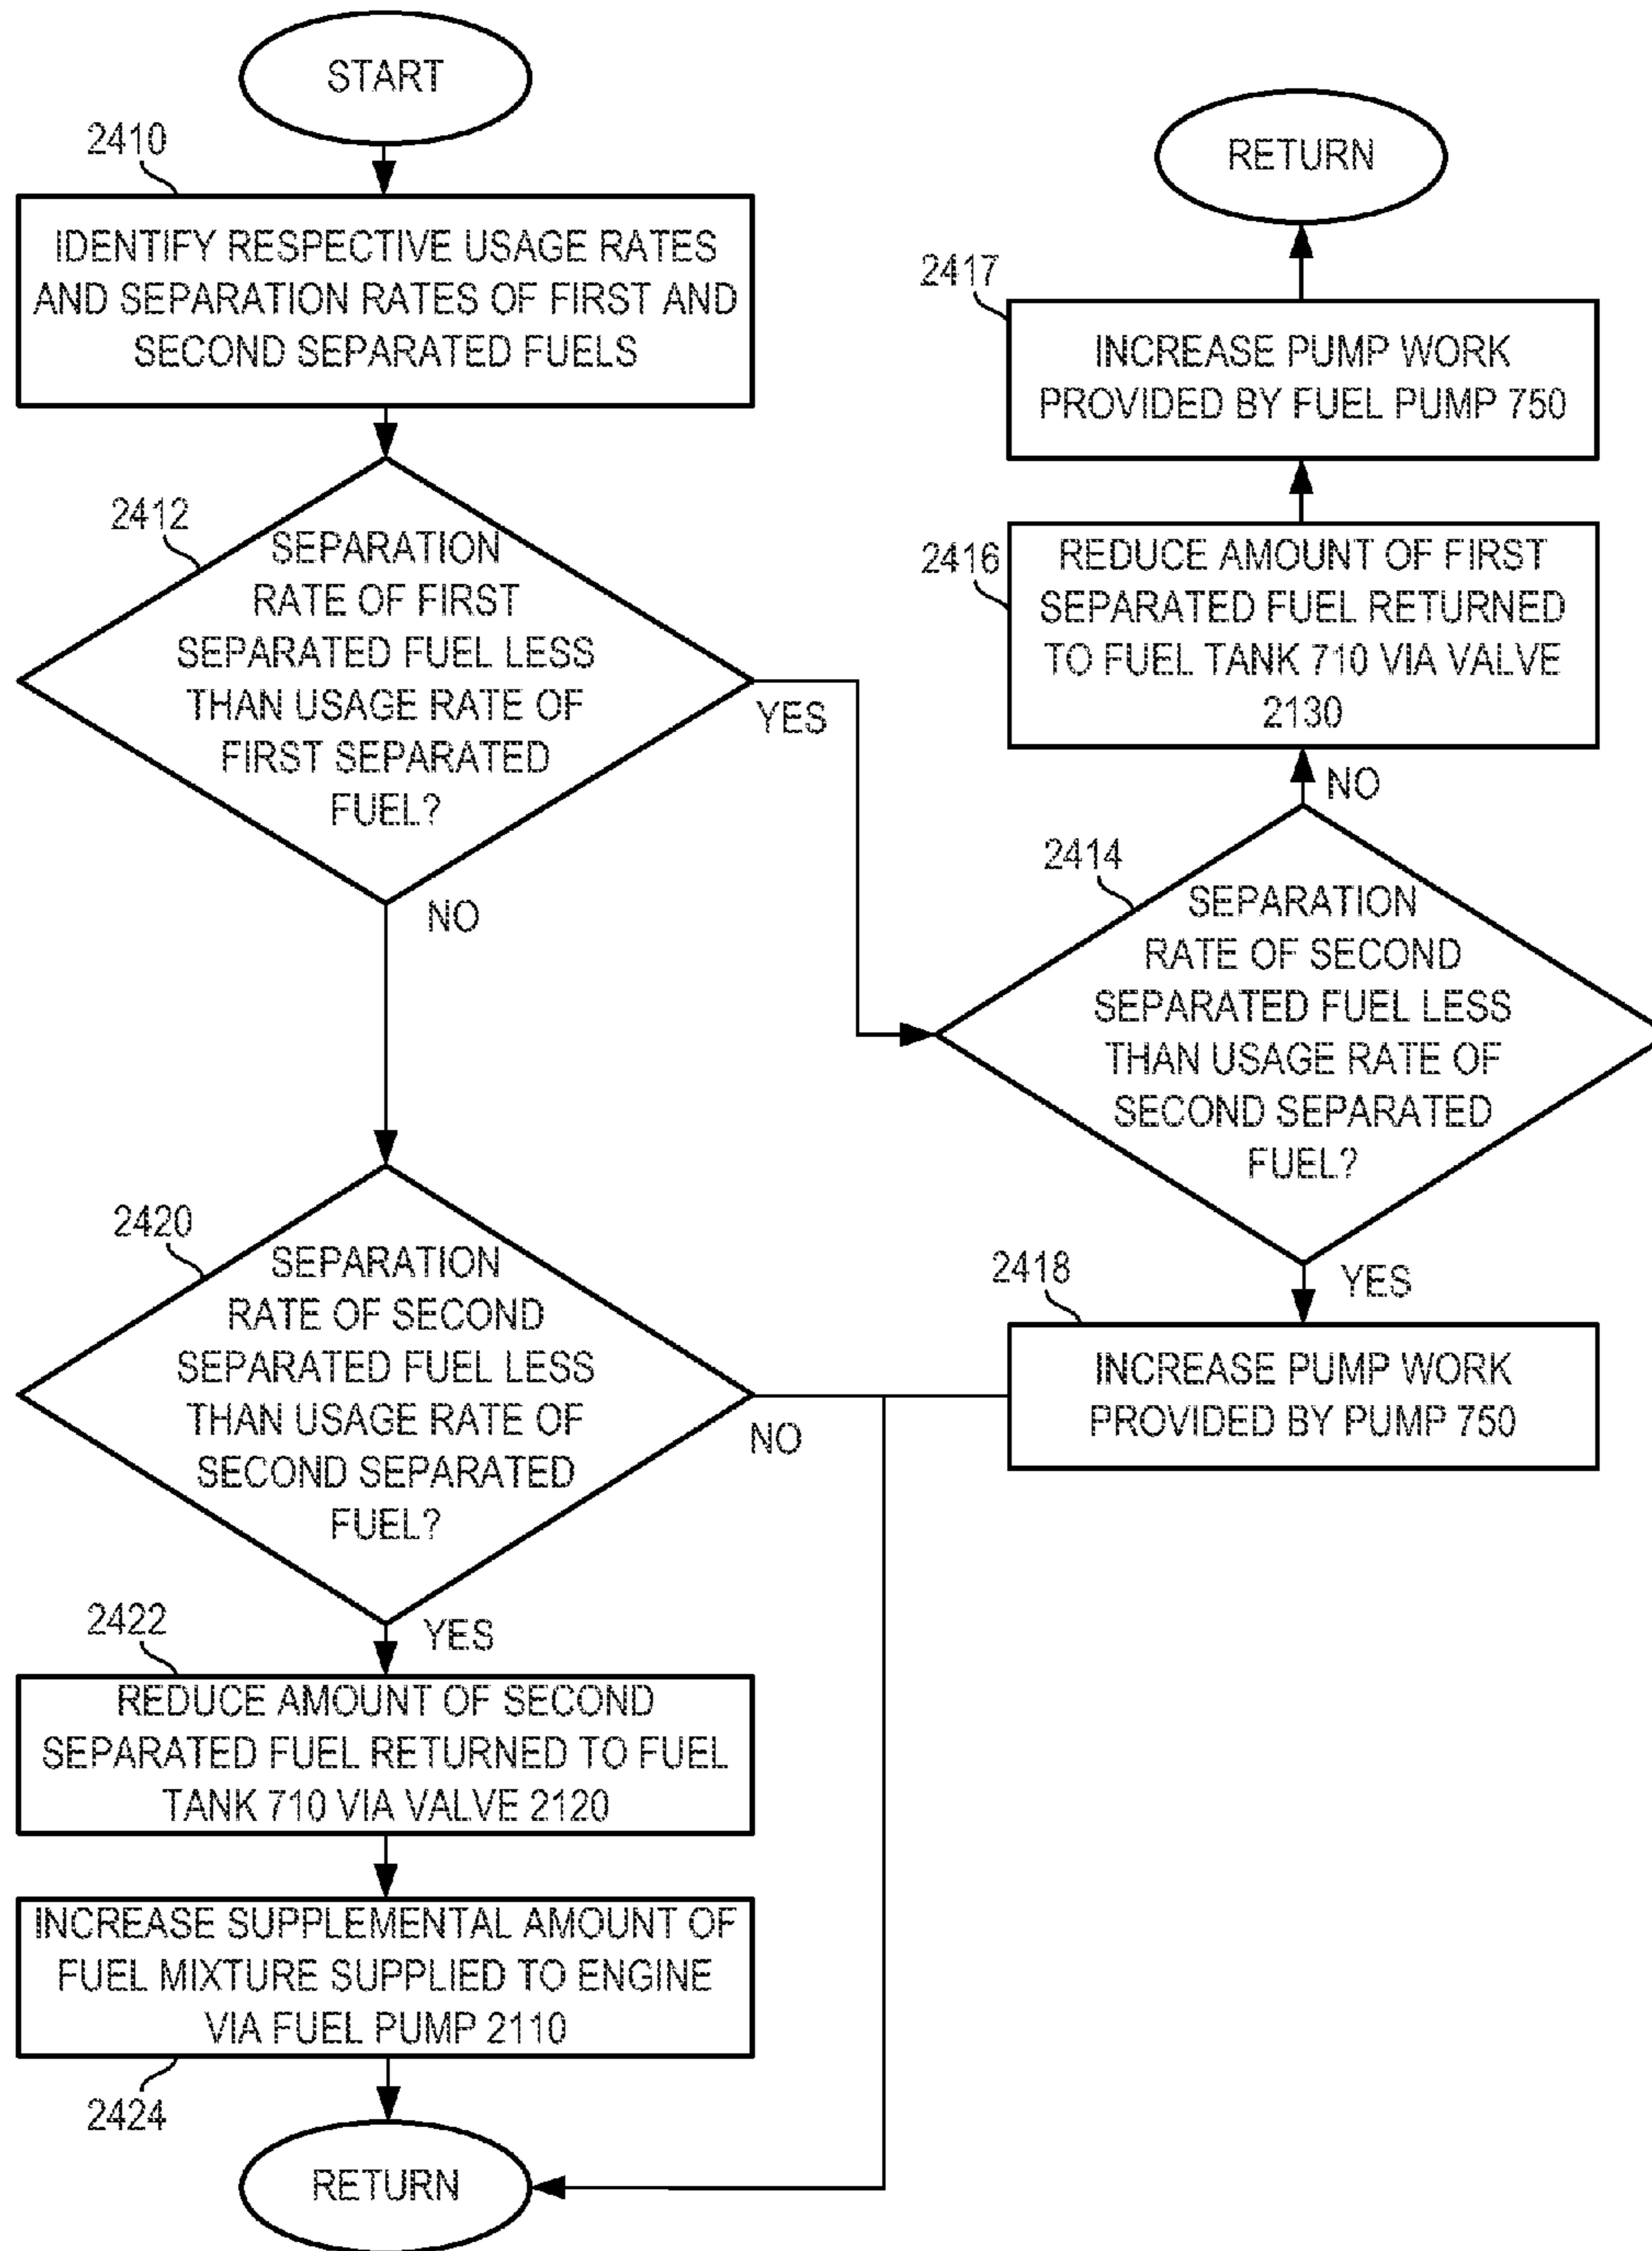 START
2410
IDENTIFY RESPECTIVE USAGE RATES
AND SEPARATION RATES OF FIRST AND
SECOND SEPARATED FUELS
2412
SEPARATION
RATE OF FIRST
SEPARATED FUEL LESS
THAN USAGE RATE OF
FIRST SEPARATED
FUEL?
YES
NO
RETURN
2417
INCREASE PUMP WORK
PROVIDED BY FUEL PUMP 750
2416
REDUCE AMOUNT OF FIRST
SEPARATED FUEL RETURNED
TO FUEL TANK 710 VIA VALVE
2130
NO
2414
SEPARATION
RATE OF SECOND
SEPARATED FUEL LESS
THAN USAGE RATE OF
SECOND SEPARATED
FUEL?
YES
2418
INCREASE PUMP WORK
PROVIDED BY PUMP 750
2420
SEPARATION
RATE OF SECOND
SEPARATED FUEL LESS
THAN USAGE RATE OF
SECOND SEPARATED
FUEL?
NO
YES
2422
REDUCE AMOUNT OF SECOND
SEPARATED FUEL RETURNED TO FUEL
TANK 710 VIA VALVE 2120
INCREASE SUPPLEMENTAL AMOUNT OF
FUEL MIXTURE SUPPLIED TO ENGINE
VIA FUEL PUMP 2110
2424
RETURN